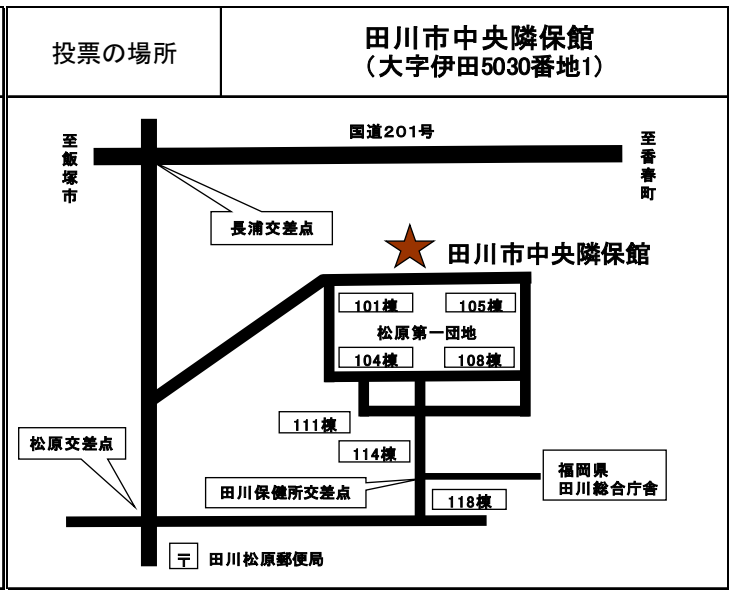 投票の場所
田川市中央隣保館
（大字伊田5030番地1）
国道201号
至飯塚市
至香春町
長浦交差点
田川市中央隣保館
101棟
105棟
松原第一団地
104棟
108棟
111棟
松原交差点
114棟
福岡県
田川総合庁舎
田川保健所交差点
118棟
〒
田川松原郵便局